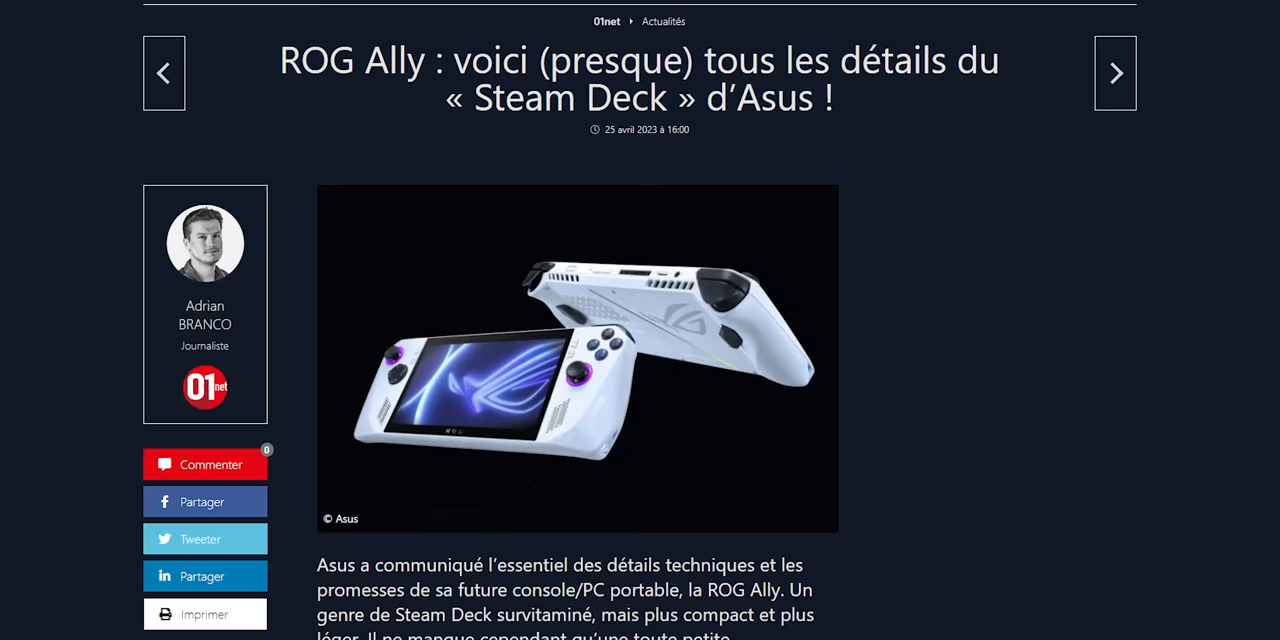 01net Actualités
ROG Ally : voici (presque) tous les détails du
« Steam Deck » d’Asus !
25 avril 2023 à 16:00
Adrian
BRANCO
Journaliste
01net
0
Commenter
Partager
Tweeter
Partager
Imprimer
ROG
© Asus
Asus a communiqué l’essentiel des détails techniques et les
promesses de sa future console/PC portable, la ROG Ally. Un
genre de Steam Deck survitaminé, mais plus compact et plus
léger. Il ne manque cependant qu’une toute petite